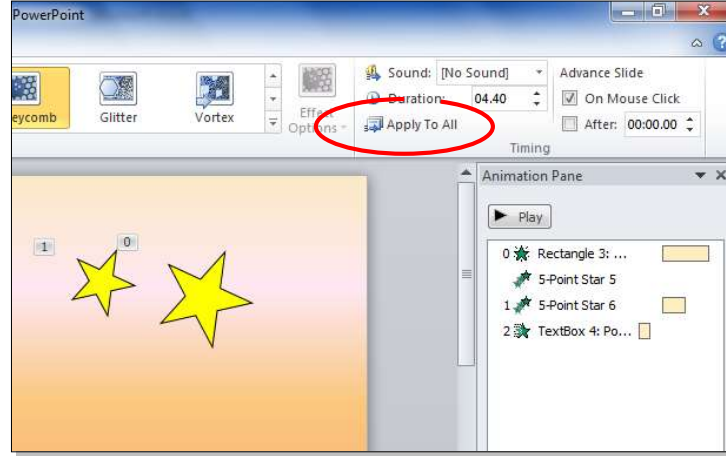 PowerPoint
eycomb
Glitter
Vortex
Effect
Options
Sound: [No Sound]
Duration: 04.40
Apply To All
Advance Slide
On Mouse Click
After: 00:00.00
Timing
Animation Pane
Play
0 Rectangle 3: ...
5-Point Star 5
1 5-Point Star 6
2 TextBox 4: Po...
1
0